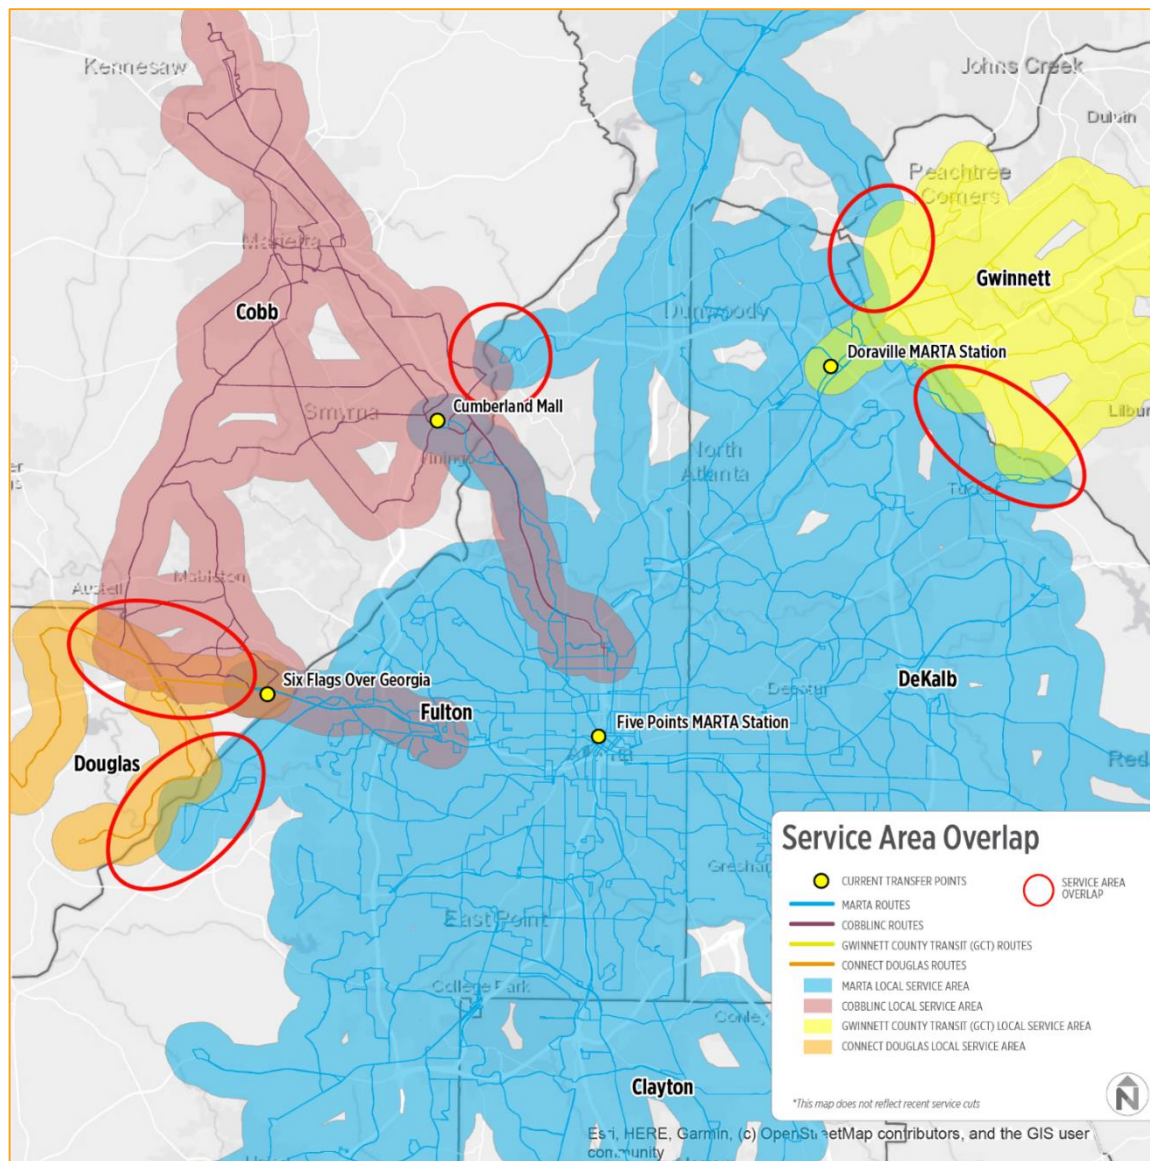 Kennesaw
Johns Creek
Duluth
Peachtree
Corners
Marietta
Gwinnett
Cobb
Dunwoody
Doraville MARTA Station
Cumberland Mall
Smyrna
Lilbur
North
Atlanta
Vinings
Tucker
Austell
Mableton
Six Flags Over Georgia
Fulton
Decatur
DeKalb
Five Points MARTA Station
Douglas
Red
Service Area Overlap
CURRENT TRANSFER POINTS
SERVICE AREA
OVERLAP
MARTA ROUTES
COBBLINC ROUTES
GWINNETT COUNTY TRANSIT (GCT) ROUTES
CONNECT DOUGLAS ROUTES
MARTA LOCAL SERVICE AREA
COBBLINC LOCAL SERVICE AREA
GWINNETT COUNTY TRANSIT (GCT) LOCAL SERVICE AREA
CONNECT DOUGLAS LOCAL SERVICE AREA
Gresham
East Point
College Park
Conley
Clayton
*This map does not reflect recent service cuts
N
Esri, HERE, Garmin, (c) OpenStreetMap contributors, and the GIS user
community